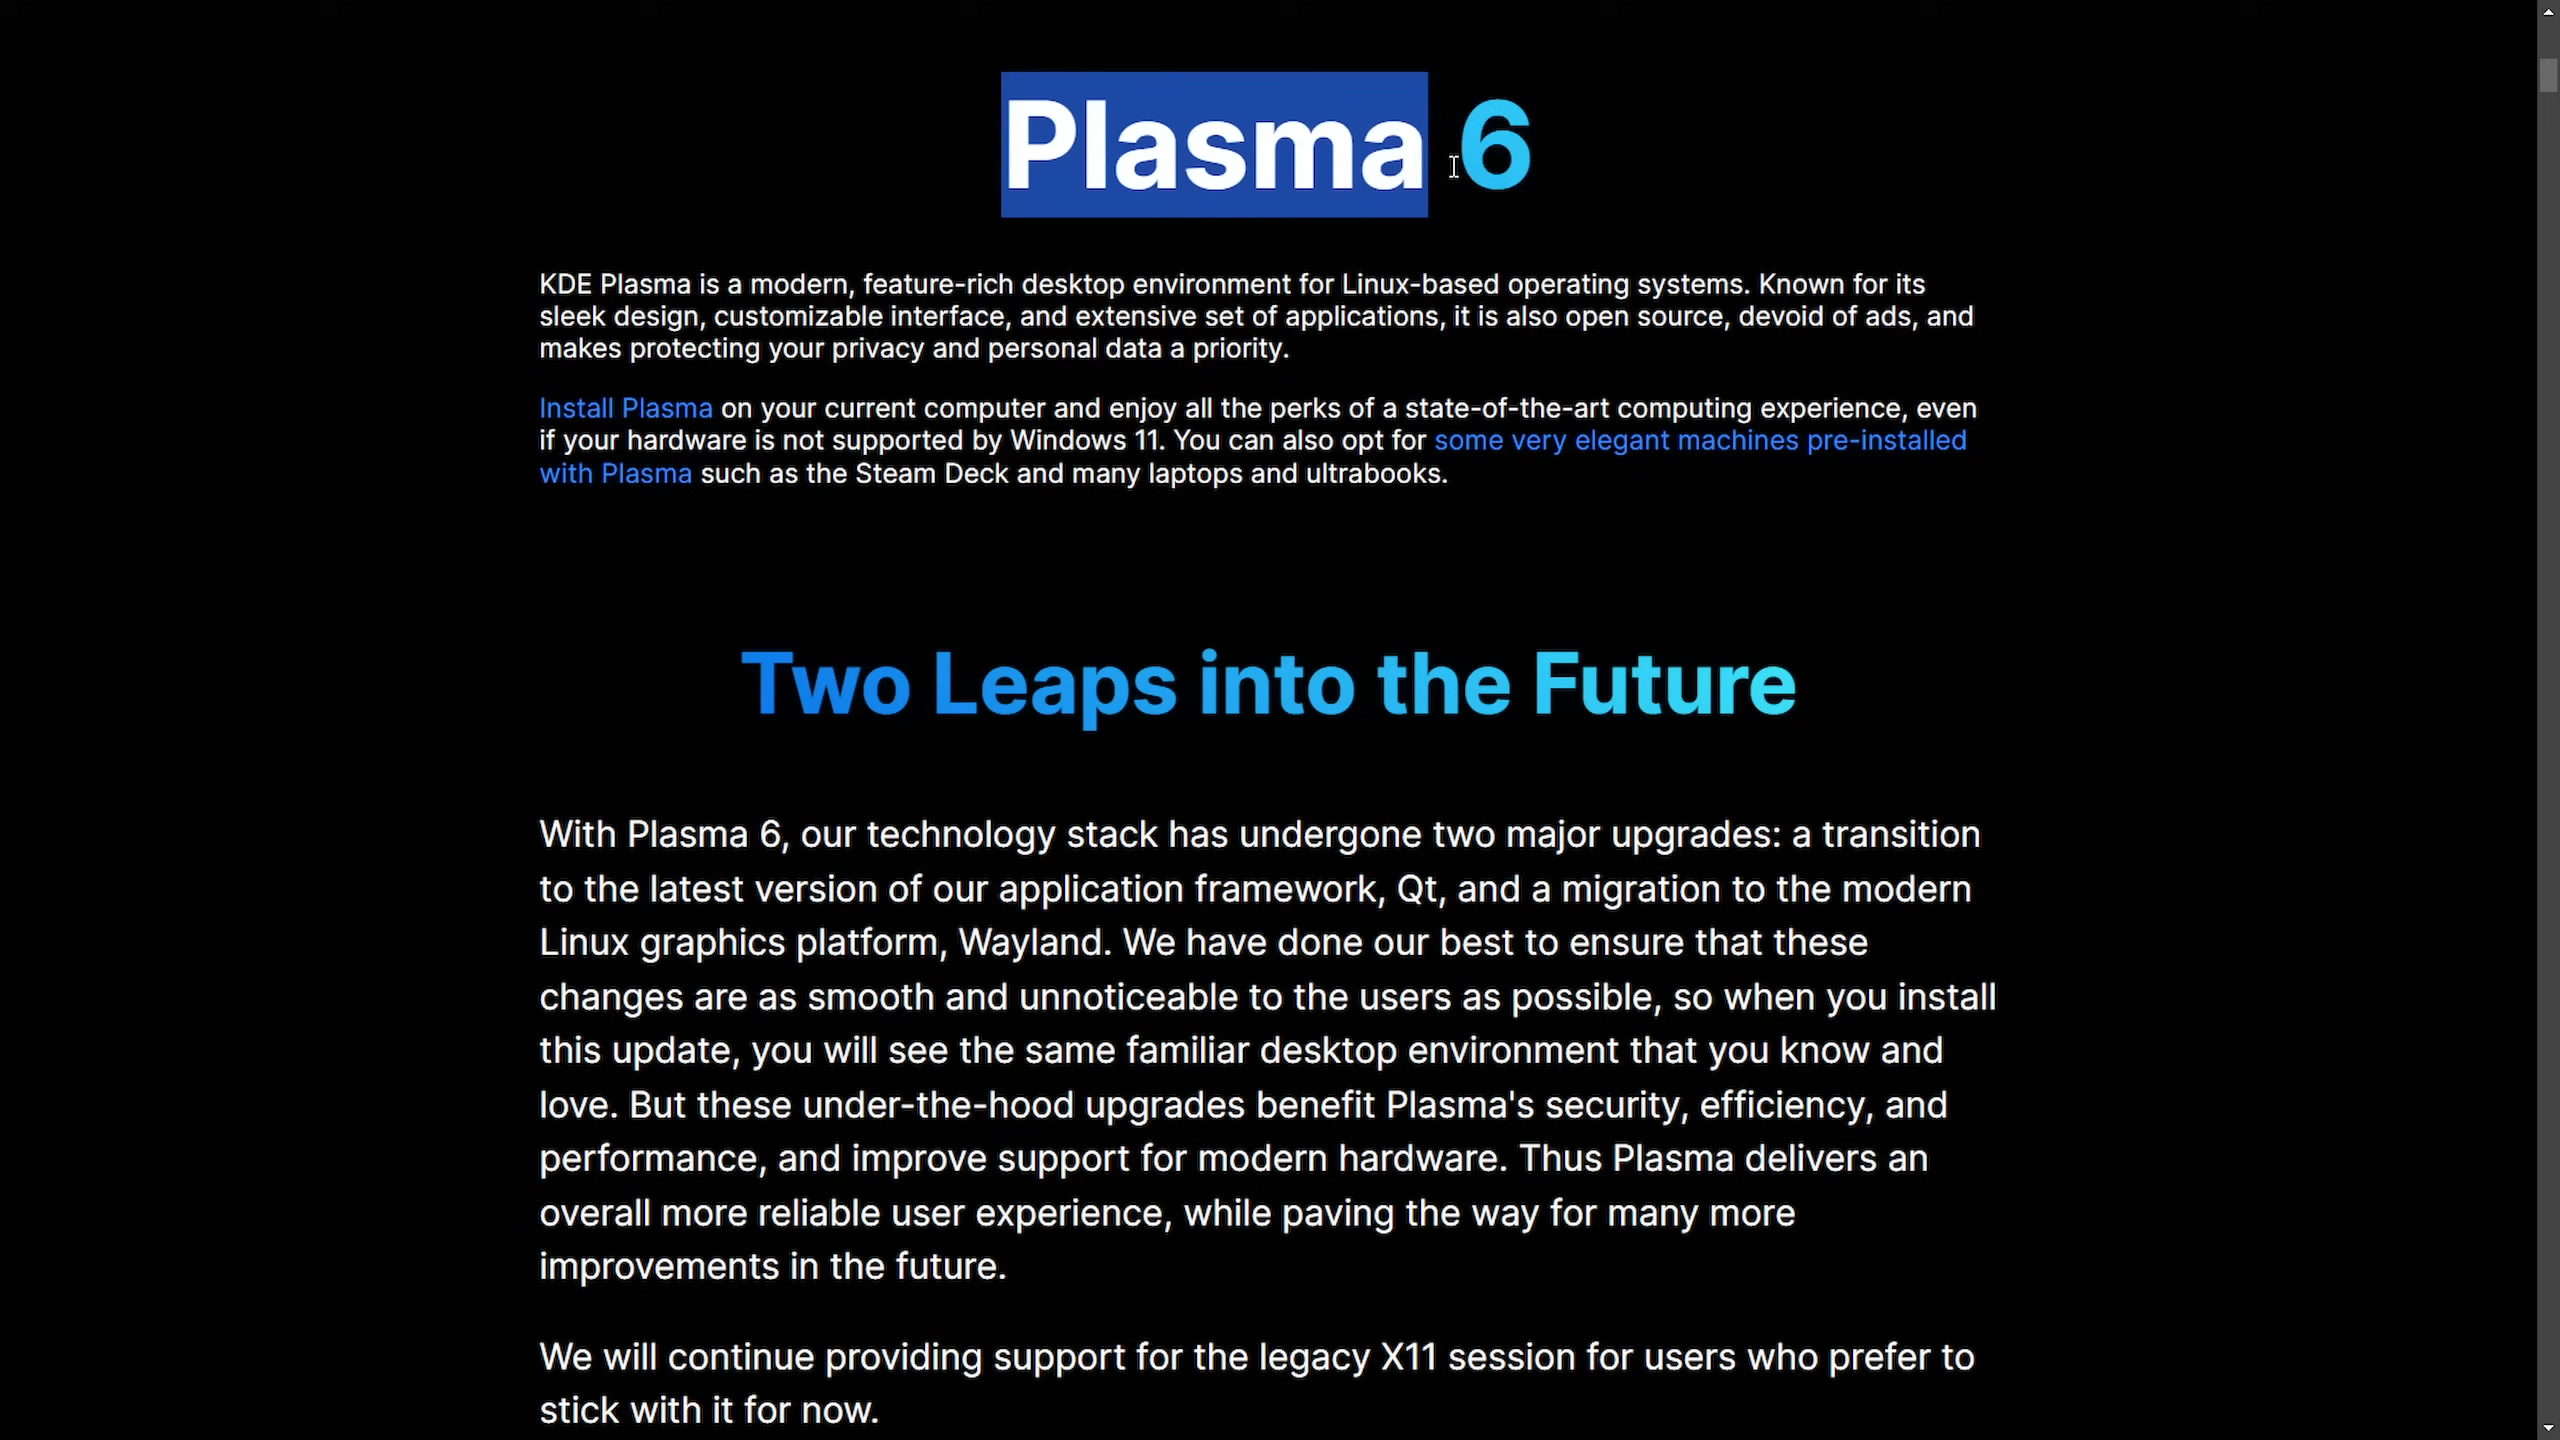 Plasma 6
KDE Plasma is a modern, feature-rich desktop environment for Linux-based operating systems. Known for its
sleek design, customizable interface, and extensive set of applications, it is also open source, devoid of ads, and
makes protecting your privacy and personal data a priority.
Install Plasma on your current computer and enjoy all the perks of a state-of-the-art computing experience, even
if your hardware is not supported by Windows 11. You can also opt for some very elegant machines pre-installed
with Plasma such as the Steam Deck and many laptops and ultrabooks.
Two Leaps into the Future
With Plasma 6, our technology stack has undergone two major upgrades: a transition
to the latest version of our application framework, Qt, and a migration to the modern
Linux graphics platform, Wayland. We have done our best to ensure that these
changes are as smooth and unnoticeable to the users as possible, so when you install
this update, you will see the same familiar desktop environment that you know and
love. But these under-the-hood upgrades benefit Plasma's security, efficiency, and
performance, and improve support for modern hardware. Thus Plasma delivers an
overall more reliable user experience, while paving the way for many more
improvements in the future.
We will continue providing support for the legacy X11 session for users who prefer to
stick with it for now.